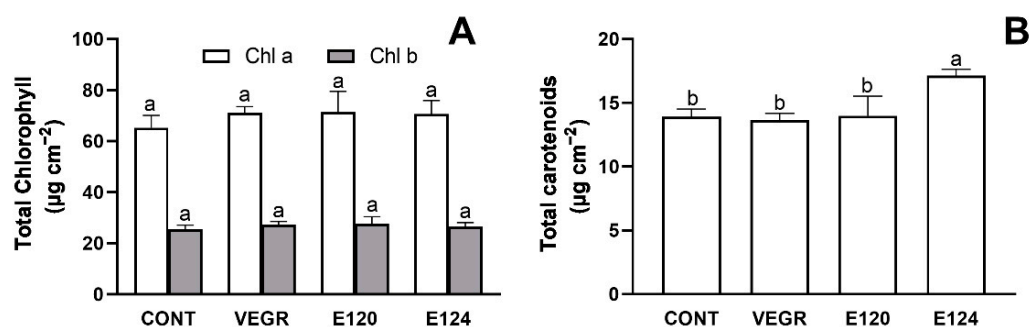 A
Total Chlorophyll
(µg cm⁻²)
100
80
60
40
20
0
Chl a
Chl b
a
a
a
a
a
a
a
a
CONT
VEGR
E120
E124
B
Total carotenoids
(µg cm⁻²)
20
15
10
5
0
b
b
b
a
CONT
VEGR
E120
E124